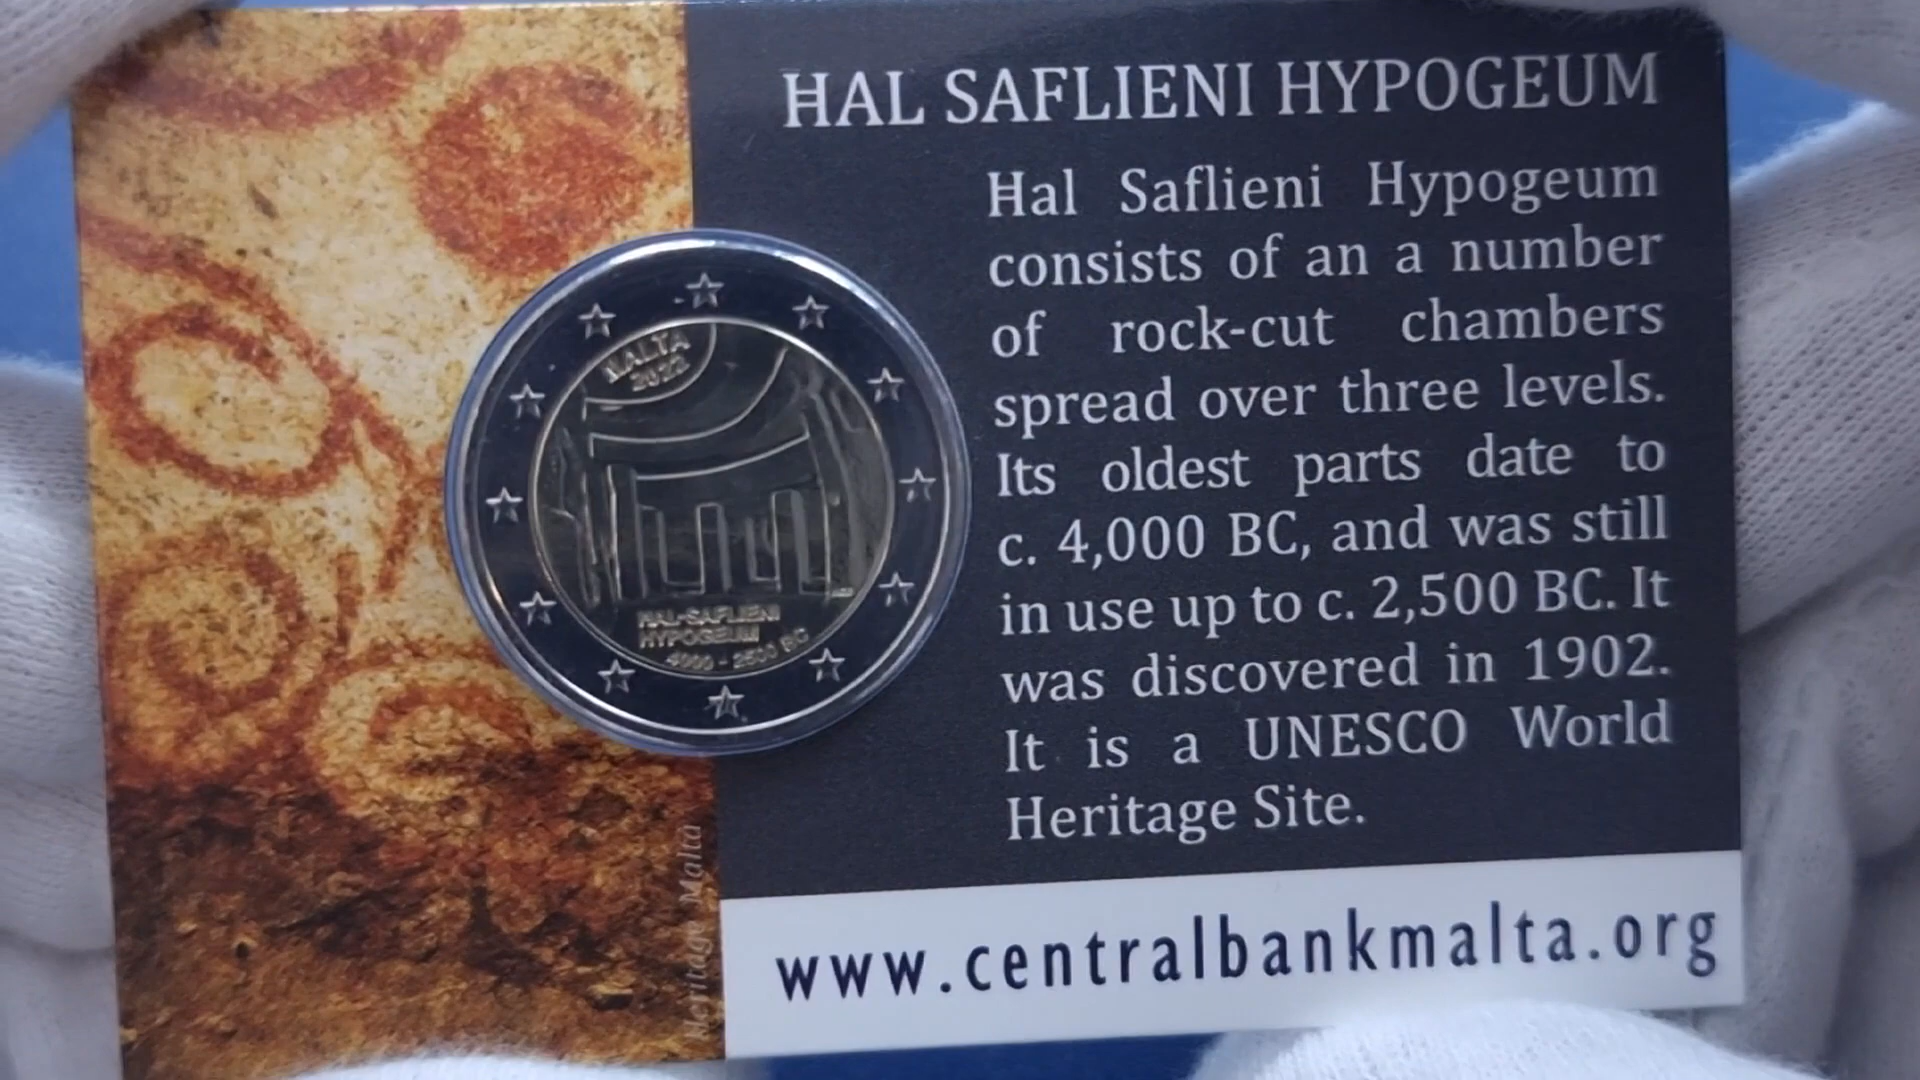 HAL SAFLIENI HYPOGEUM
Hal Saflieni Hypogeum
consists of an a number
of rock-cut chambers
spread over three levels.
Its oldest parts date to
c. 4,000 BC, and was still
in use up to c. 2,500 BC. It
was discovered in 1902.
It is a UNESCO World
Heritage Site.
MALTA
2022
HAL-SAFLIENI
HYPOGEUM
4000 - 2500 BC
Heritage Malta
www.centralbankmalta.org